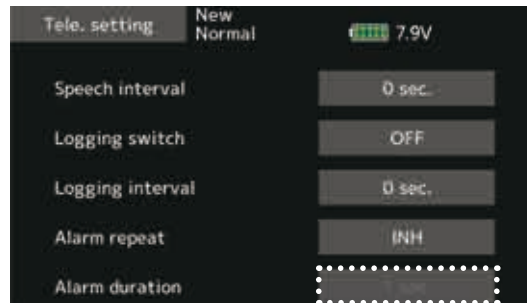 Tele. setting
New
Normal
7.9V
Speech interval
0 sec.
Logging switch
OFF
Logging interval
0 sec.
Alarm repeat
INH
Alarm duration